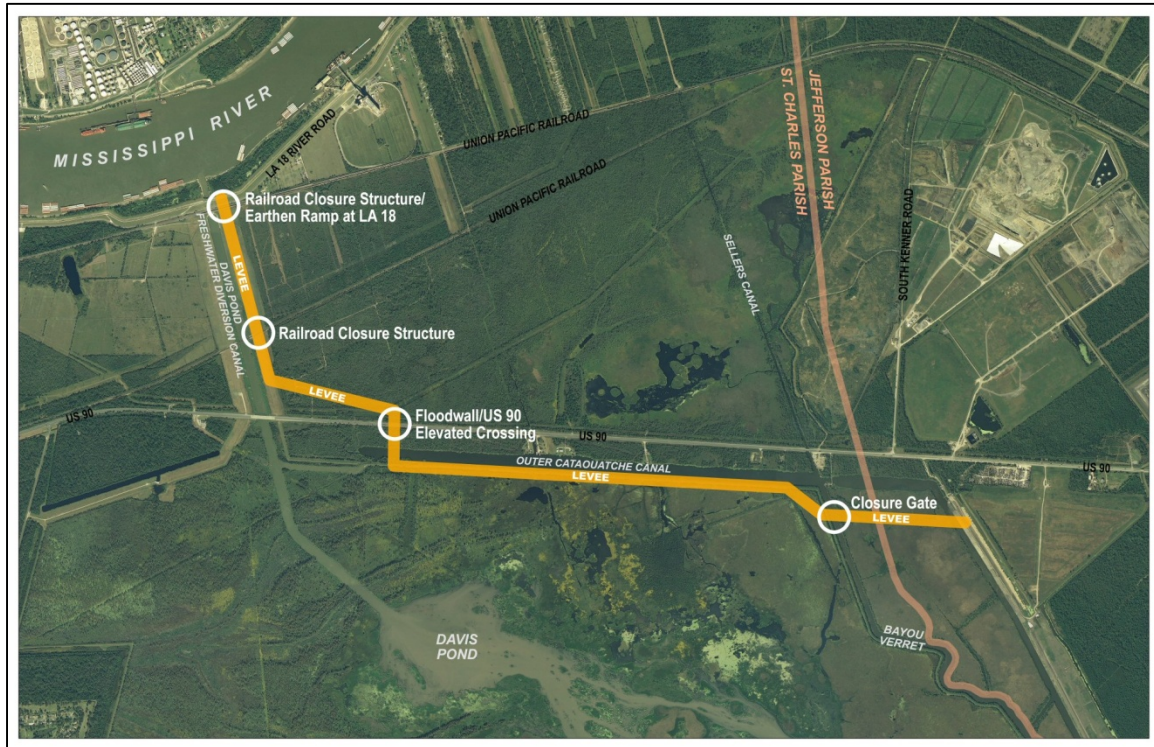 MISSISSIPPI RIVER
LA 18 RIVER ROAD
UNION PACIFIC RAILROAD
UNION PACIFIC RAILROAD
JEFFERSON PARISH
ST. CHARLES PARISH
SOUTH KENNER ROAD
SELLERS CANAL
Railroad Closure Structure/
Earthen Ramp at LA 18
LEVEE
DAVIS POND
FRESHWATER DIVERSION CANAL
Railroad Closure Structure
LEVEE
US 90
Floodwall/US 90
Elevated Crossing
US 90
US 90
OUTER CATAOUATCHE CANAL
LEVEE
Closure Gate
LEVEE
BAYOU
VERRET
DAVIS
POND